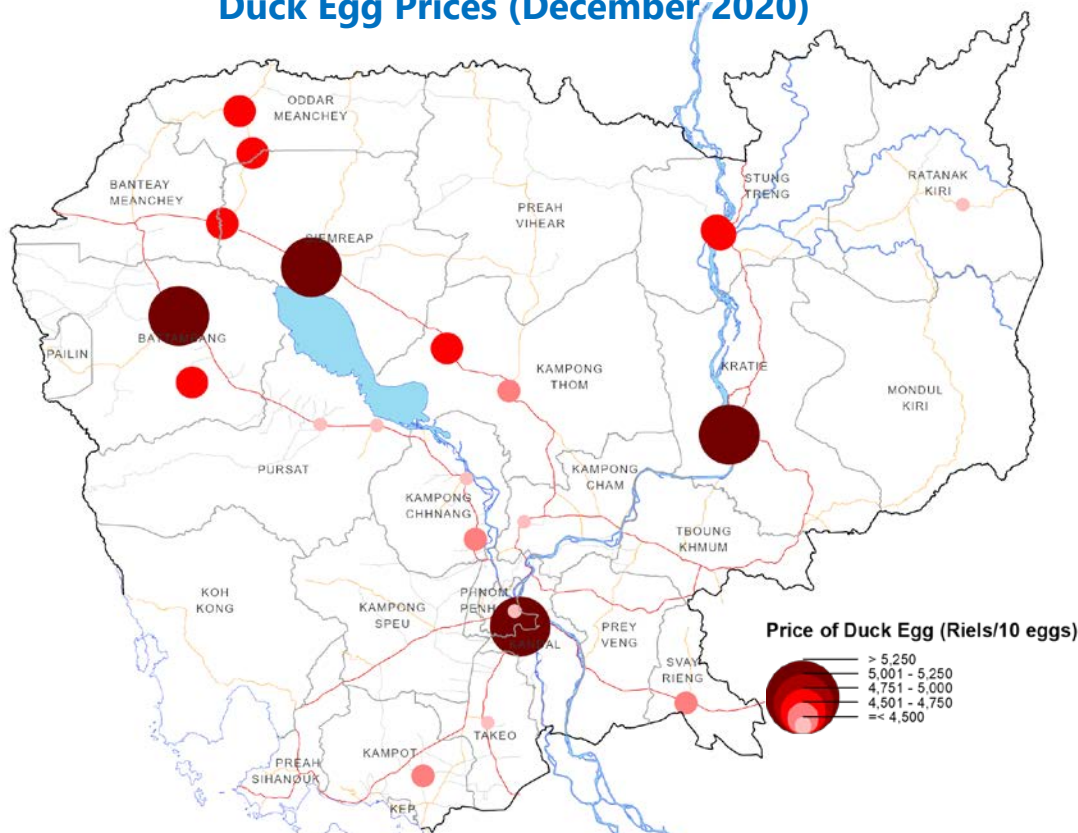 Duck Egg Prices (December 2020)
ODDAR
MEANCHEY
BANTEAY
MEANCHEY
STUNG
TRENG
RATANAK
KIRI
PREAH
VIHEAR
SIEMREAP
BATTAMBANG
PAILIN
KAMPONG
THOM
KRATIE
MONDUL
KIRI
PURSAT
KAMPONG
CHAM
KAMPONG
CHHNANG
TBOUNG
KHMUM
KOH
KONG
KAMPONG
SPEU
PHNOM
PENH
KANDAL
PREY
VENG
SVAY
RIENG
TAKEO
KAMPOT
PREAH
SIHANOUK
KEP
Price of Duck Egg (Riels/10 eggs)
> 5,250
5,001 - 5,250
4,751 - 5,000
4,501 - 4,750
=< 4,500